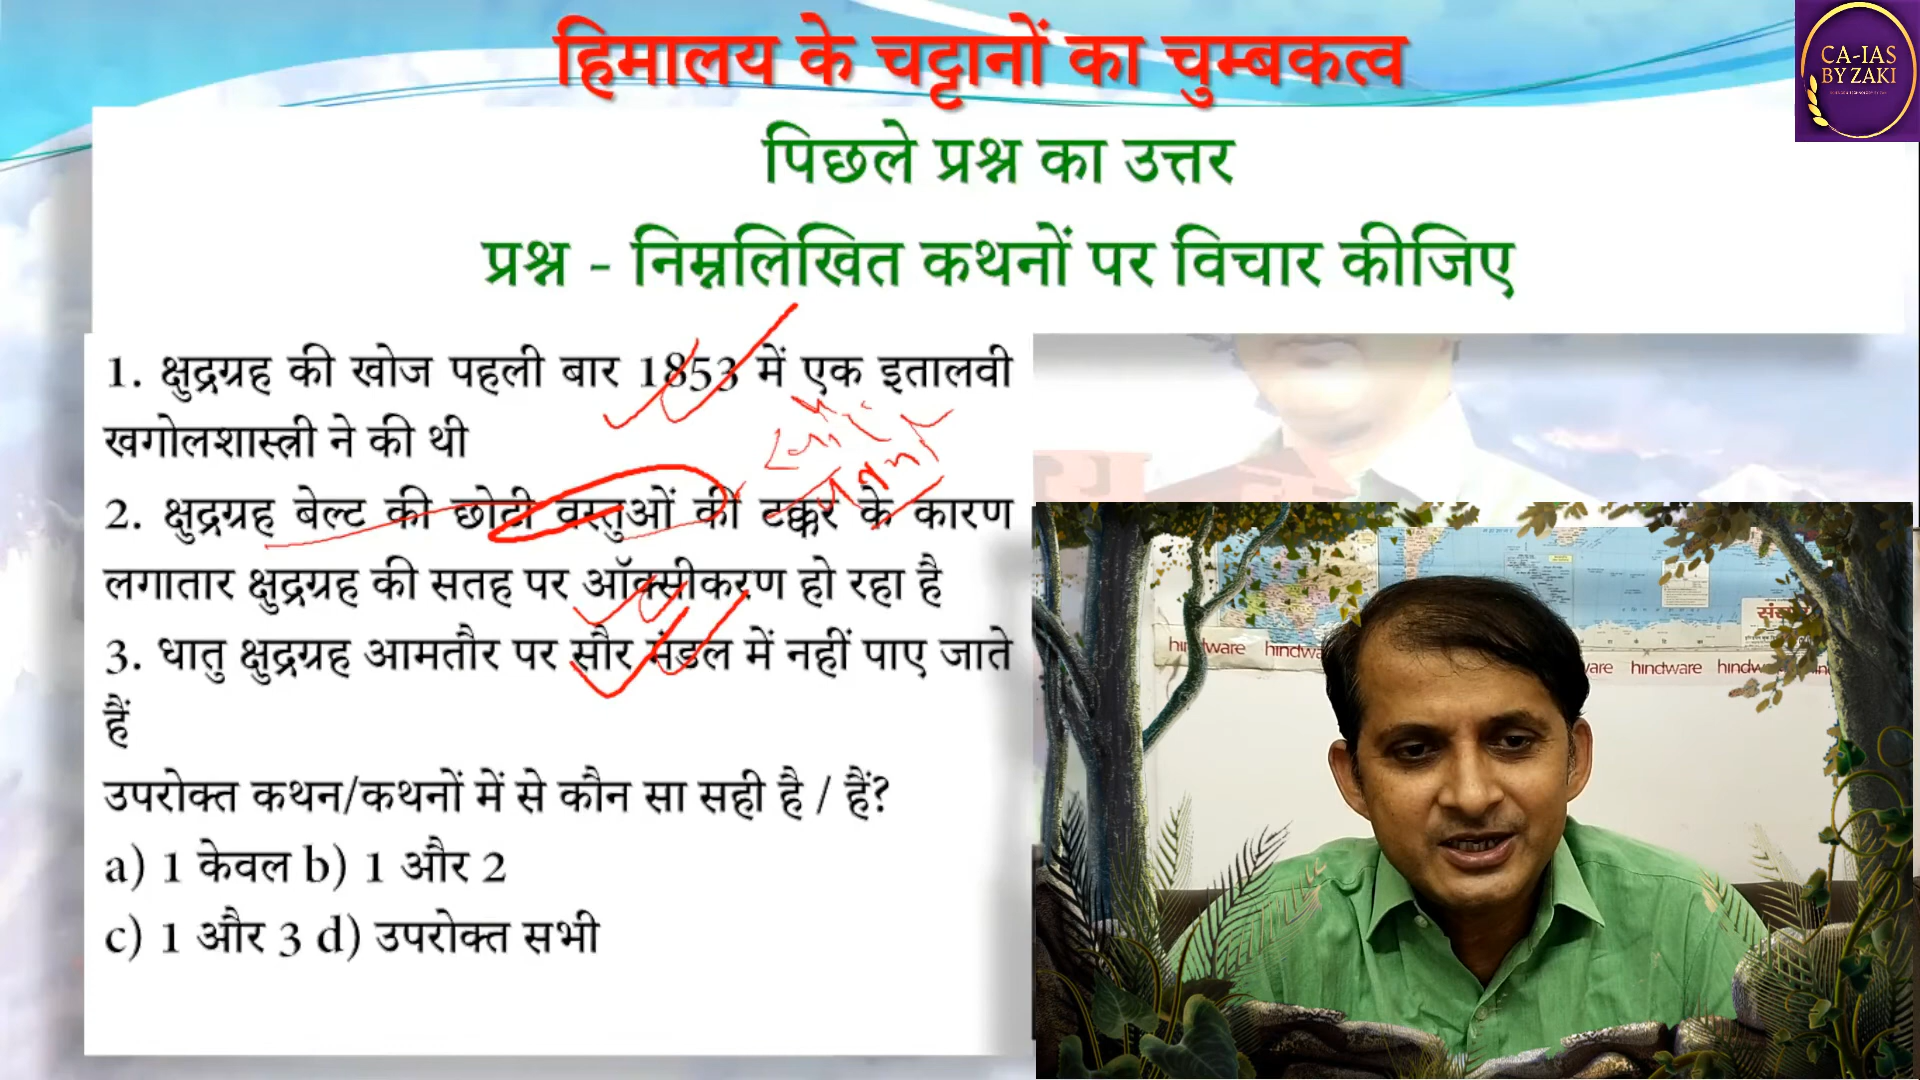 हिमालय के चट्टानों का चुम्बकत्व
CA-IAS
BY ZAKI
पिछले प्रश्न का उत्तर
प्रश्न - निम्नलिखित कथनों पर विचार कीजिए
1. क्षुद्रग्रह की खोज पहली बार 1853 में एक इतालवी
खगोलशास्त्री ने की थी
2. क्षुद्रग्रह बेल्ट की छोटी वस्तुओं की टक्कर के कारण
लगातार क्षुद्रग्रह की सतह पर ऑक्सीकरण हो रहा है
3. धातु क्षुद्रग्रह आमतौर पर सौर मंडल में नहीं पाए जाते
हैं
उपरोक्त कथन/कथनों में से कौन सा सही है / हैं?
a) 1 केवल b) 1 और 2
c) 1 और 3 d) उपरोक्त सभी
hindware hindware hindware